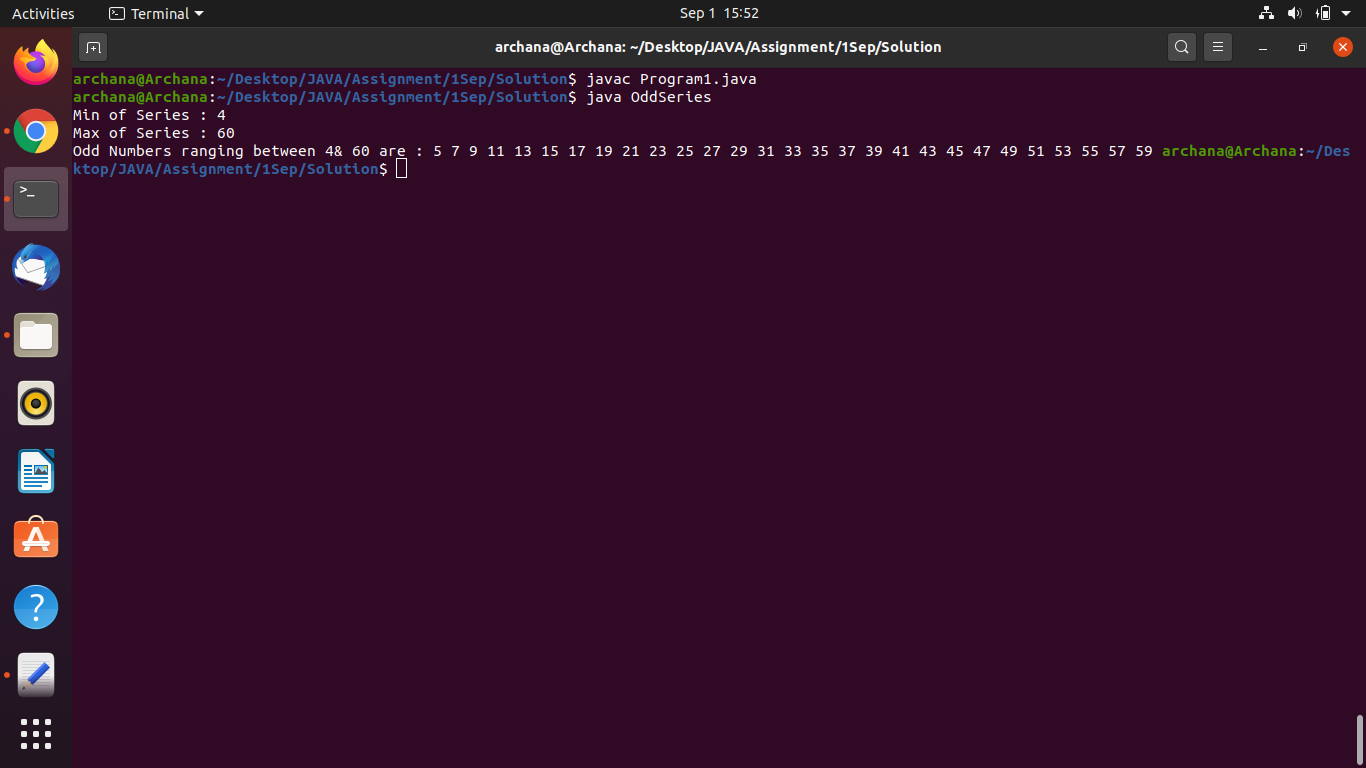 Activities Terminal Sep 1 15:52
archana@Archana: ~/Desktop/JAVA/Assignment/1Sep/Solution
archana@Archana:~/Desktop/JAVA/Assignment/1Sep/Solution$ javac Program1.java
archana@Archana:~/Desktop/JAVA/Assignment/1Sep/Solution$ java OddSeries
Min of Series : 4
Max of Series : 60
Odd Numbers ranging between 4& 60 are : 5 7 9 11 13 15 17 19 21 23 25 27 29 31 33 35 37 39 41 43 45 47 49 51 53 55 57 59 archana@Archana:~/Des
ktop/JAVA/Assignment/1Sep/Solution$